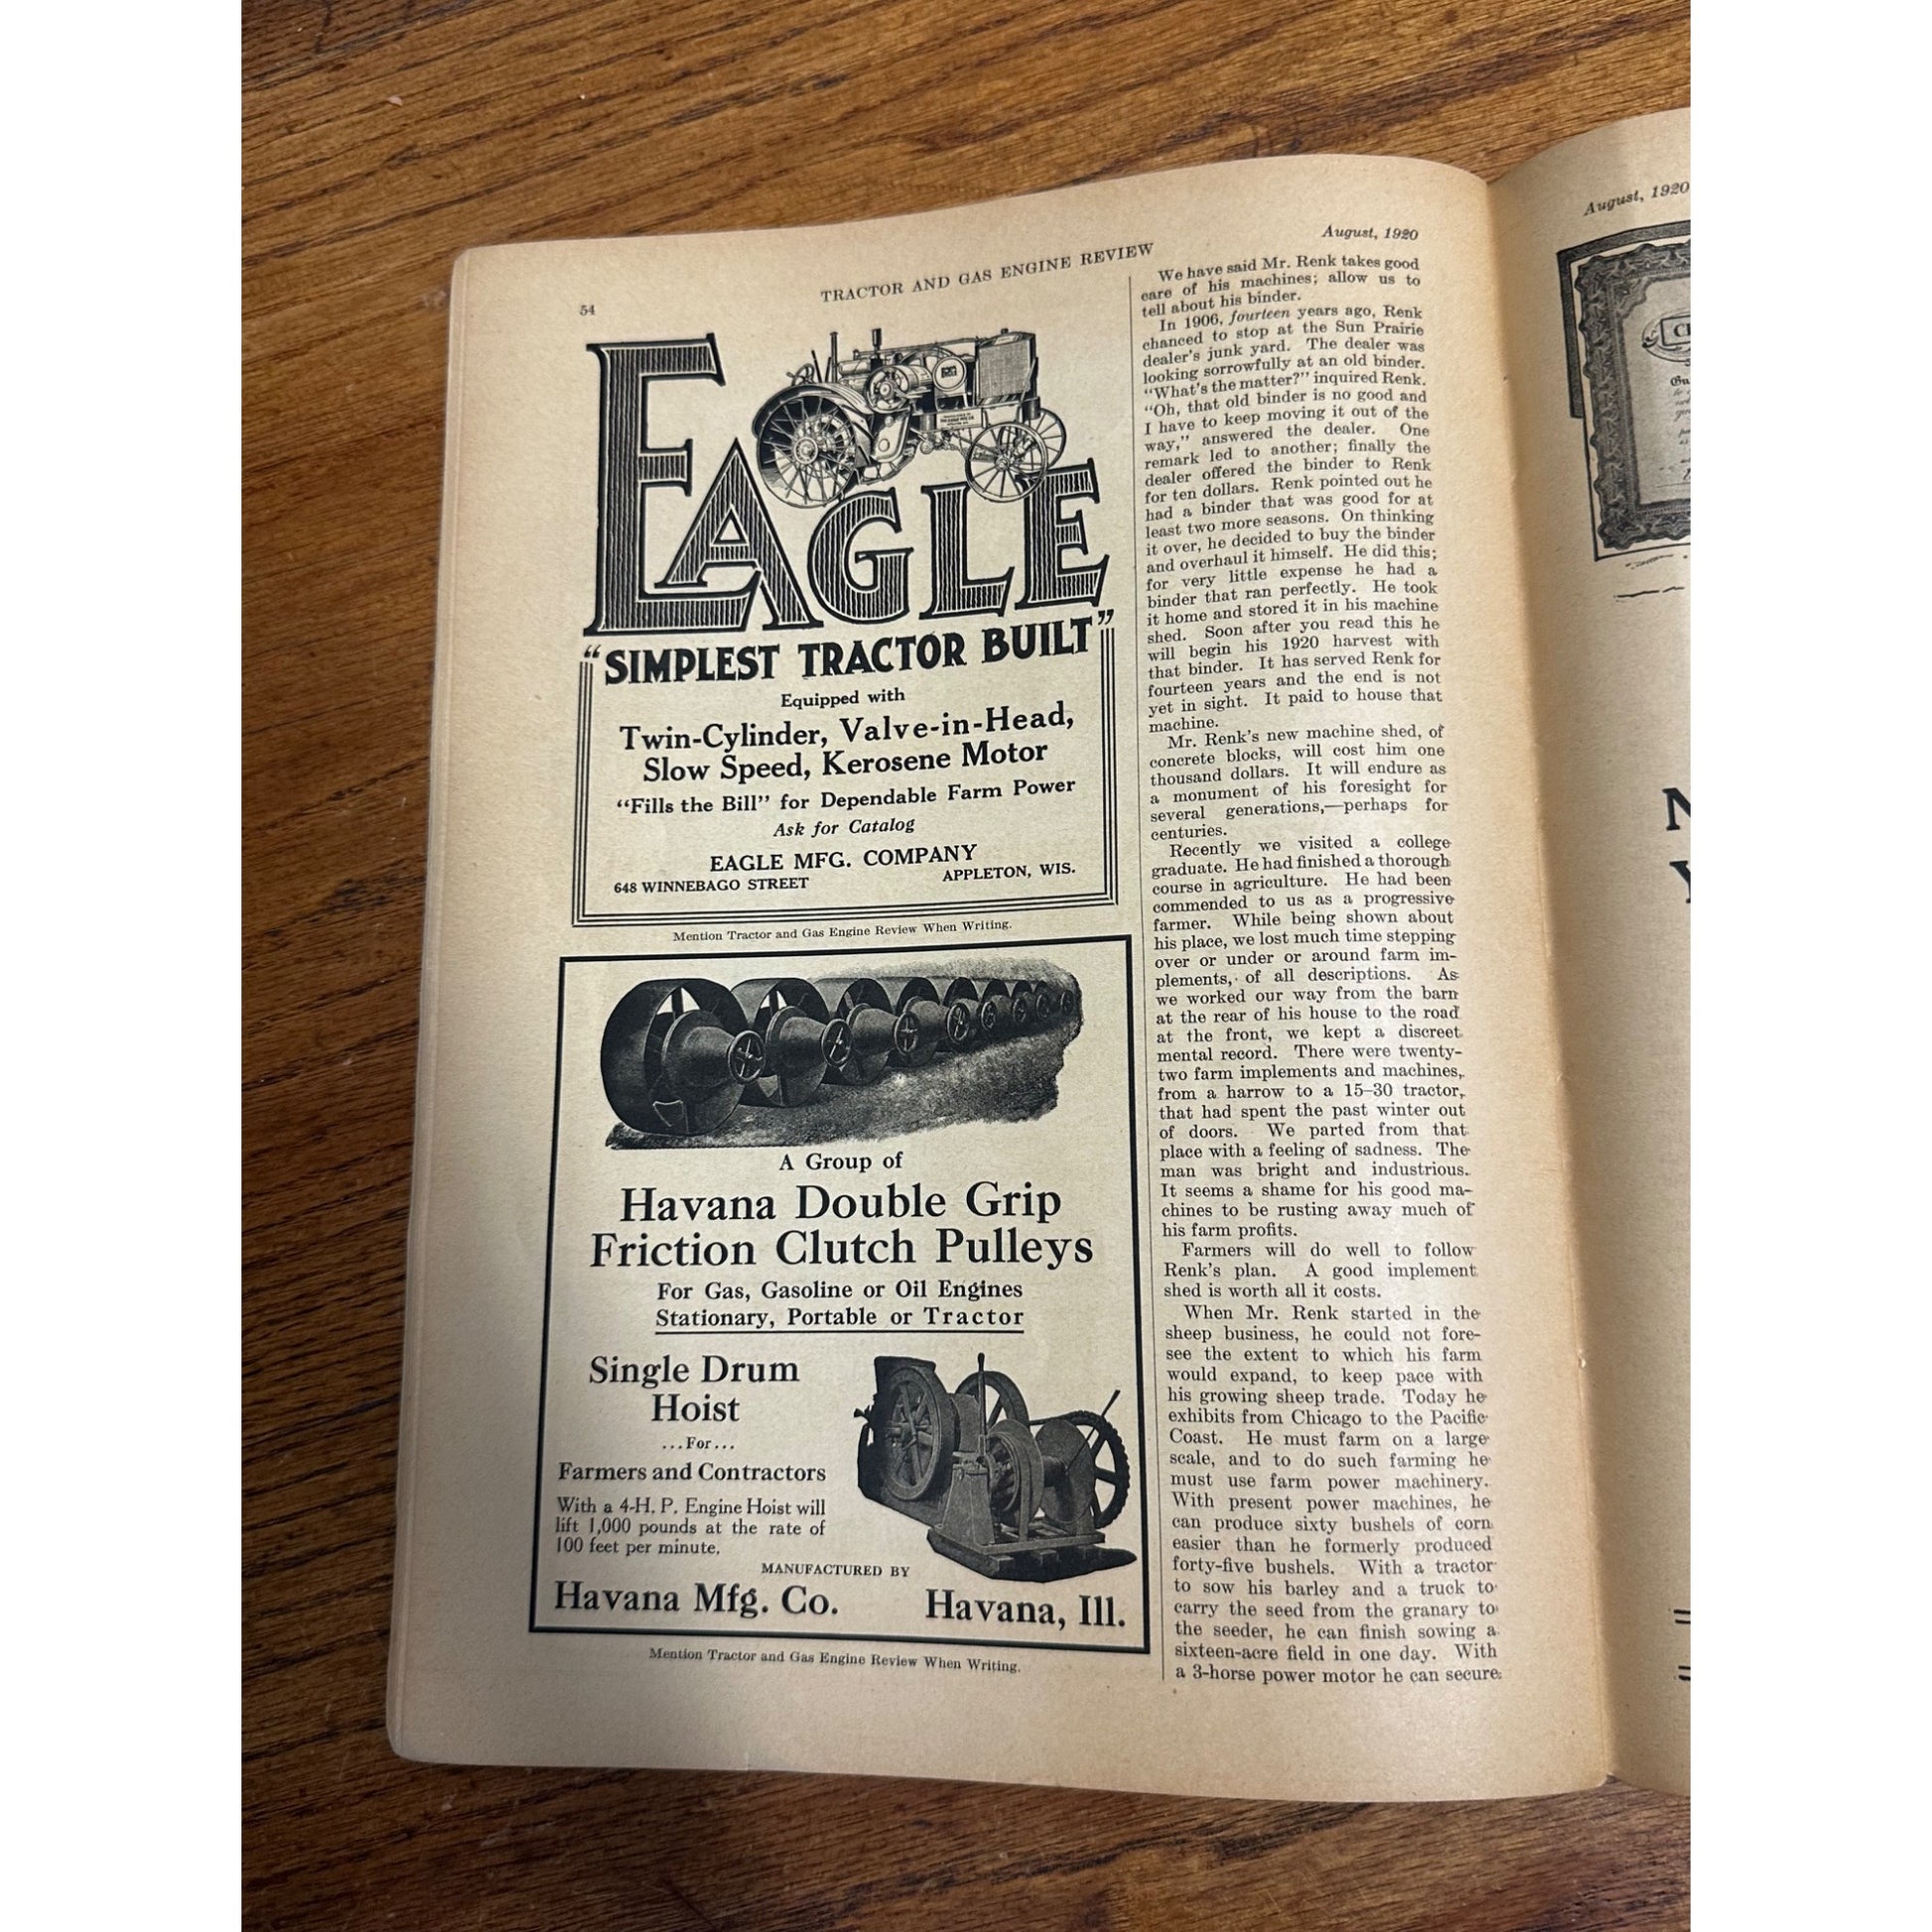 54
TRACTOR AND GAS ENGINE REVIEW
August, 1920
EAGLE
"SIMPLEST TRACTOR BUILT"
Equipped with
Twin-Cylinder, Valve-in-Head,
Slow Speed, Kerosene Motor
"Fills the Bill" for Dependable Farm Power
Ask for Catalog
EAGLE MFG. COMPANY
648 WINNEBAGO STREET
APPLETON, WIS.
Mention Tractor and Gas Engine Review When Writing.
A Group of
Havana Double Grip
Friction Clutch Pulleys
For Gas, Gasoline or Oil Engines
Stationary, Portable or Tractor
Single Drum
Hoist
...For...
Farmers and Contractors
With a 4-H. P. Engine Hoist will
lift 1,000 pounds at the rate of
100 feet per minute.
MANUFACTURED BY
Havana Mfg. Co.
Havana, Ill.
Mention Tractor and Gas Engine Review When Writing.
We have said Mr. Renk takes good
care of his machines; allow us to
tell about his binder.
In 1906, fourteen years ago, Renk
chanced to stop at the Sun Prairie
dealer's junk yard. The dealer was
looking sorrowfully at an old binder.
"What's the matter?" inquired Renk.
"Oh, that old binder is no good and
I have to keep moving it out of the
way," answered the dealer. One
remark led to another; finally the
dealer offered the binder to Renk
for ten dollars. Renk pointed out he
had a binder that was good for at
least two more seasons. On thinking
it over, he decided to buy the binder
and overhaul it himself. He did this;
for very little expense he had a
binder that ran perfectly. He took
it home and stored it in his machine
shed. Soon after you read this he
will begin his 1920 harvest with
that binder. It has served Renk for
fourteen years and the end is not
yet in sight. It paid to house that
machine.
Mr. Renk's new machine shed, of
concrete blocks, will cost him one
thousand dollars. It will endure as
a monument of his foresight for
several generations,—perhaps for
centuries.
Recently we visited a college
graduate. He had finished a thorough
course in agriculture. He had been
commended to us as a progressive
farmer. While being shown about
his place, we lost much time stepping
over or under or around farm im-
plements, of all descriptions. As
we worked our way from the barn
at the rear of his house to the road
at the front, we kept a discreet
mental record. There were twenty-
two farm implements and machines,
from a harrow to a 15-30 tractor,
that had spent the past winter out
of doors. We parted from that
place with a feeling of sadness. The
man was bright and industrious.
It seems a shame for his good ma-
chines to be rusting away much of
his farm profits.
Farmers will do well to follow
Renk's plan. A good implement
shed is worth all it costs.
When Mr. Renk started in the
sheep business, he could not fore-
see the extent to which his farm
would expand, to keep pace with
his growing sheep trade. Today he
exhibits from Chicago to the Pacific
Coast. He must farm on a large
scale, and to do such farming he
must use farm power machinery.
With present power machines, he
can produce sixty bushels of corn
easier than he formerly produced
forty-five bushels. With a tractor
to sow his barley and a truck to
carry the seed from the granary to
the seeder, he can finish sowing a
sixteen-acre field in one day. With
a 3-horse power motor he can secure
August, 1920